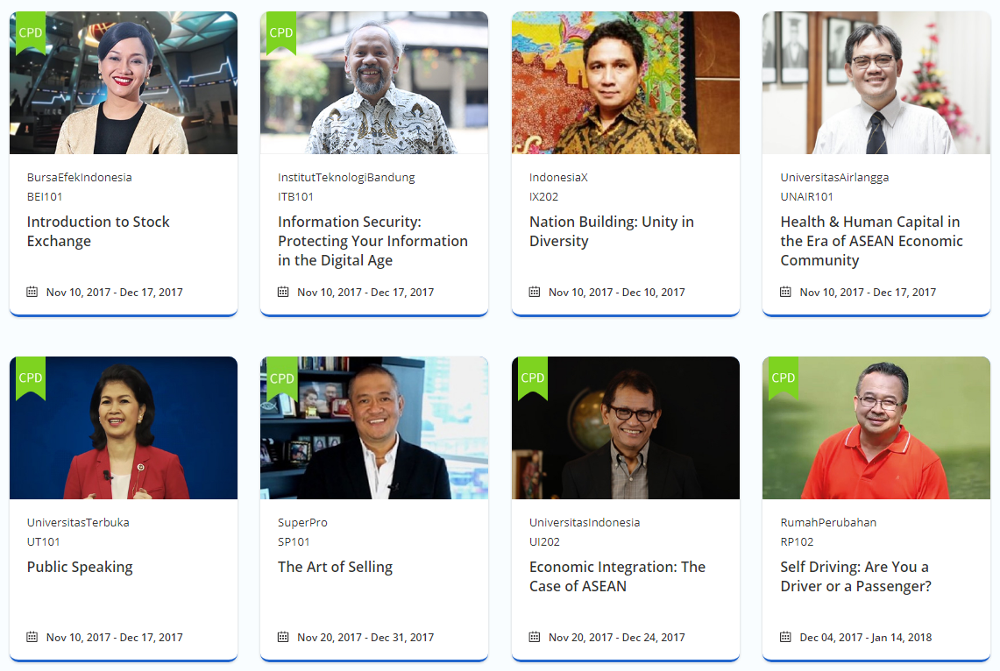 CPD
BursaEfekIndonesia
BEI101
Introduction to Stock
Exchange
Nov 10, 2017 - Dec 17, 2017
CPD
InstitutTeknologiBandung
ITB101
Information Security:
Protecting Your Information
in the Digital Age
Nov 10, 2017 - Dec 17, 2017
IndonesiaX
IX202
Nation Building: Unity in
Diversity
Nov 10, 2017 - Dec 10, 2017
UniversitasAirlangga
UNAIR101
Health & Human Capital in
the Era of ASEAN Economic
Community
Nov 10, 2017 - Dec 17, 2017
CPD
UniversitasTerbuka
UT101
Public Speaking
Nov 10, 2017 - Dec 17, 2017
CPD
SuperPro
SP101
The Art of Selling
Nov 20, 2017 - Dec 31, 2017
CPD
UniversitasIndonesia
UI202
Economic Integration: The
Case of ASEAN
Nov 20, 2017 - Dec 24, 2017
CPD
RumahPerubahan
RP102
Self Driving: Are You a
Driver or a Passenger?
Dec 04, 2017 - Jan 14, 2018